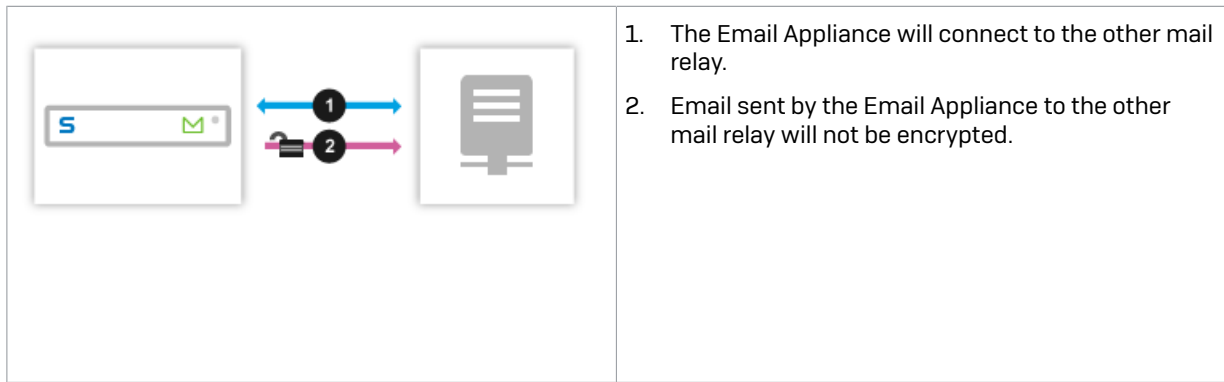 S
1
2
1. The Email Appliance will connect to the other mail
relay.
2. Email sent by the Email Appliance to the other
mail relay will not be encrypted.